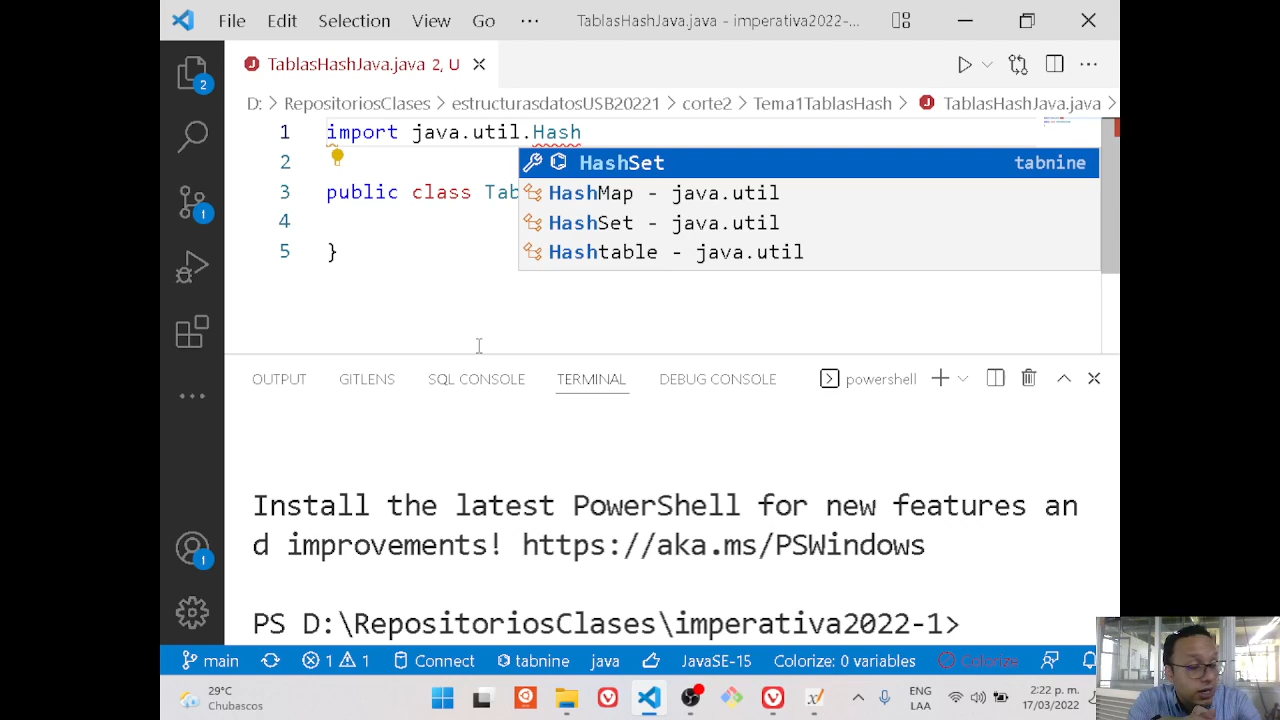 File Edit Selection View Go ··· TablasHashJava.java - imperativa2022-...
TablasHashJava.java 2, U
D: > RepositoriosClases > estructurasdatosUSB20221 > corte2 > Tema1TablasHash > TablasHashJava.java >
1 import java.util.Hash
2
3 public class Tab
4
5 }
HashSet tabnine
HashMap - java.util
HashSet - java.util
Hashtable - java.util
2
1
OUTPUT GITLENS SQL CONSOLE TERMINAL DEBUG CONSOLE powershell
Install the latest PowerShell for new features an
d improvements! https://aka.ms/PSWindows
PS D:\RepositoriosClases\imperativa2022-1>
1
main 1 1 Connect tabnine java JavaSE-15 Colorize: 0 variables Colorize
29°C
Chubascos
ENG
LAA
2:22 p. m.
17/03/2022